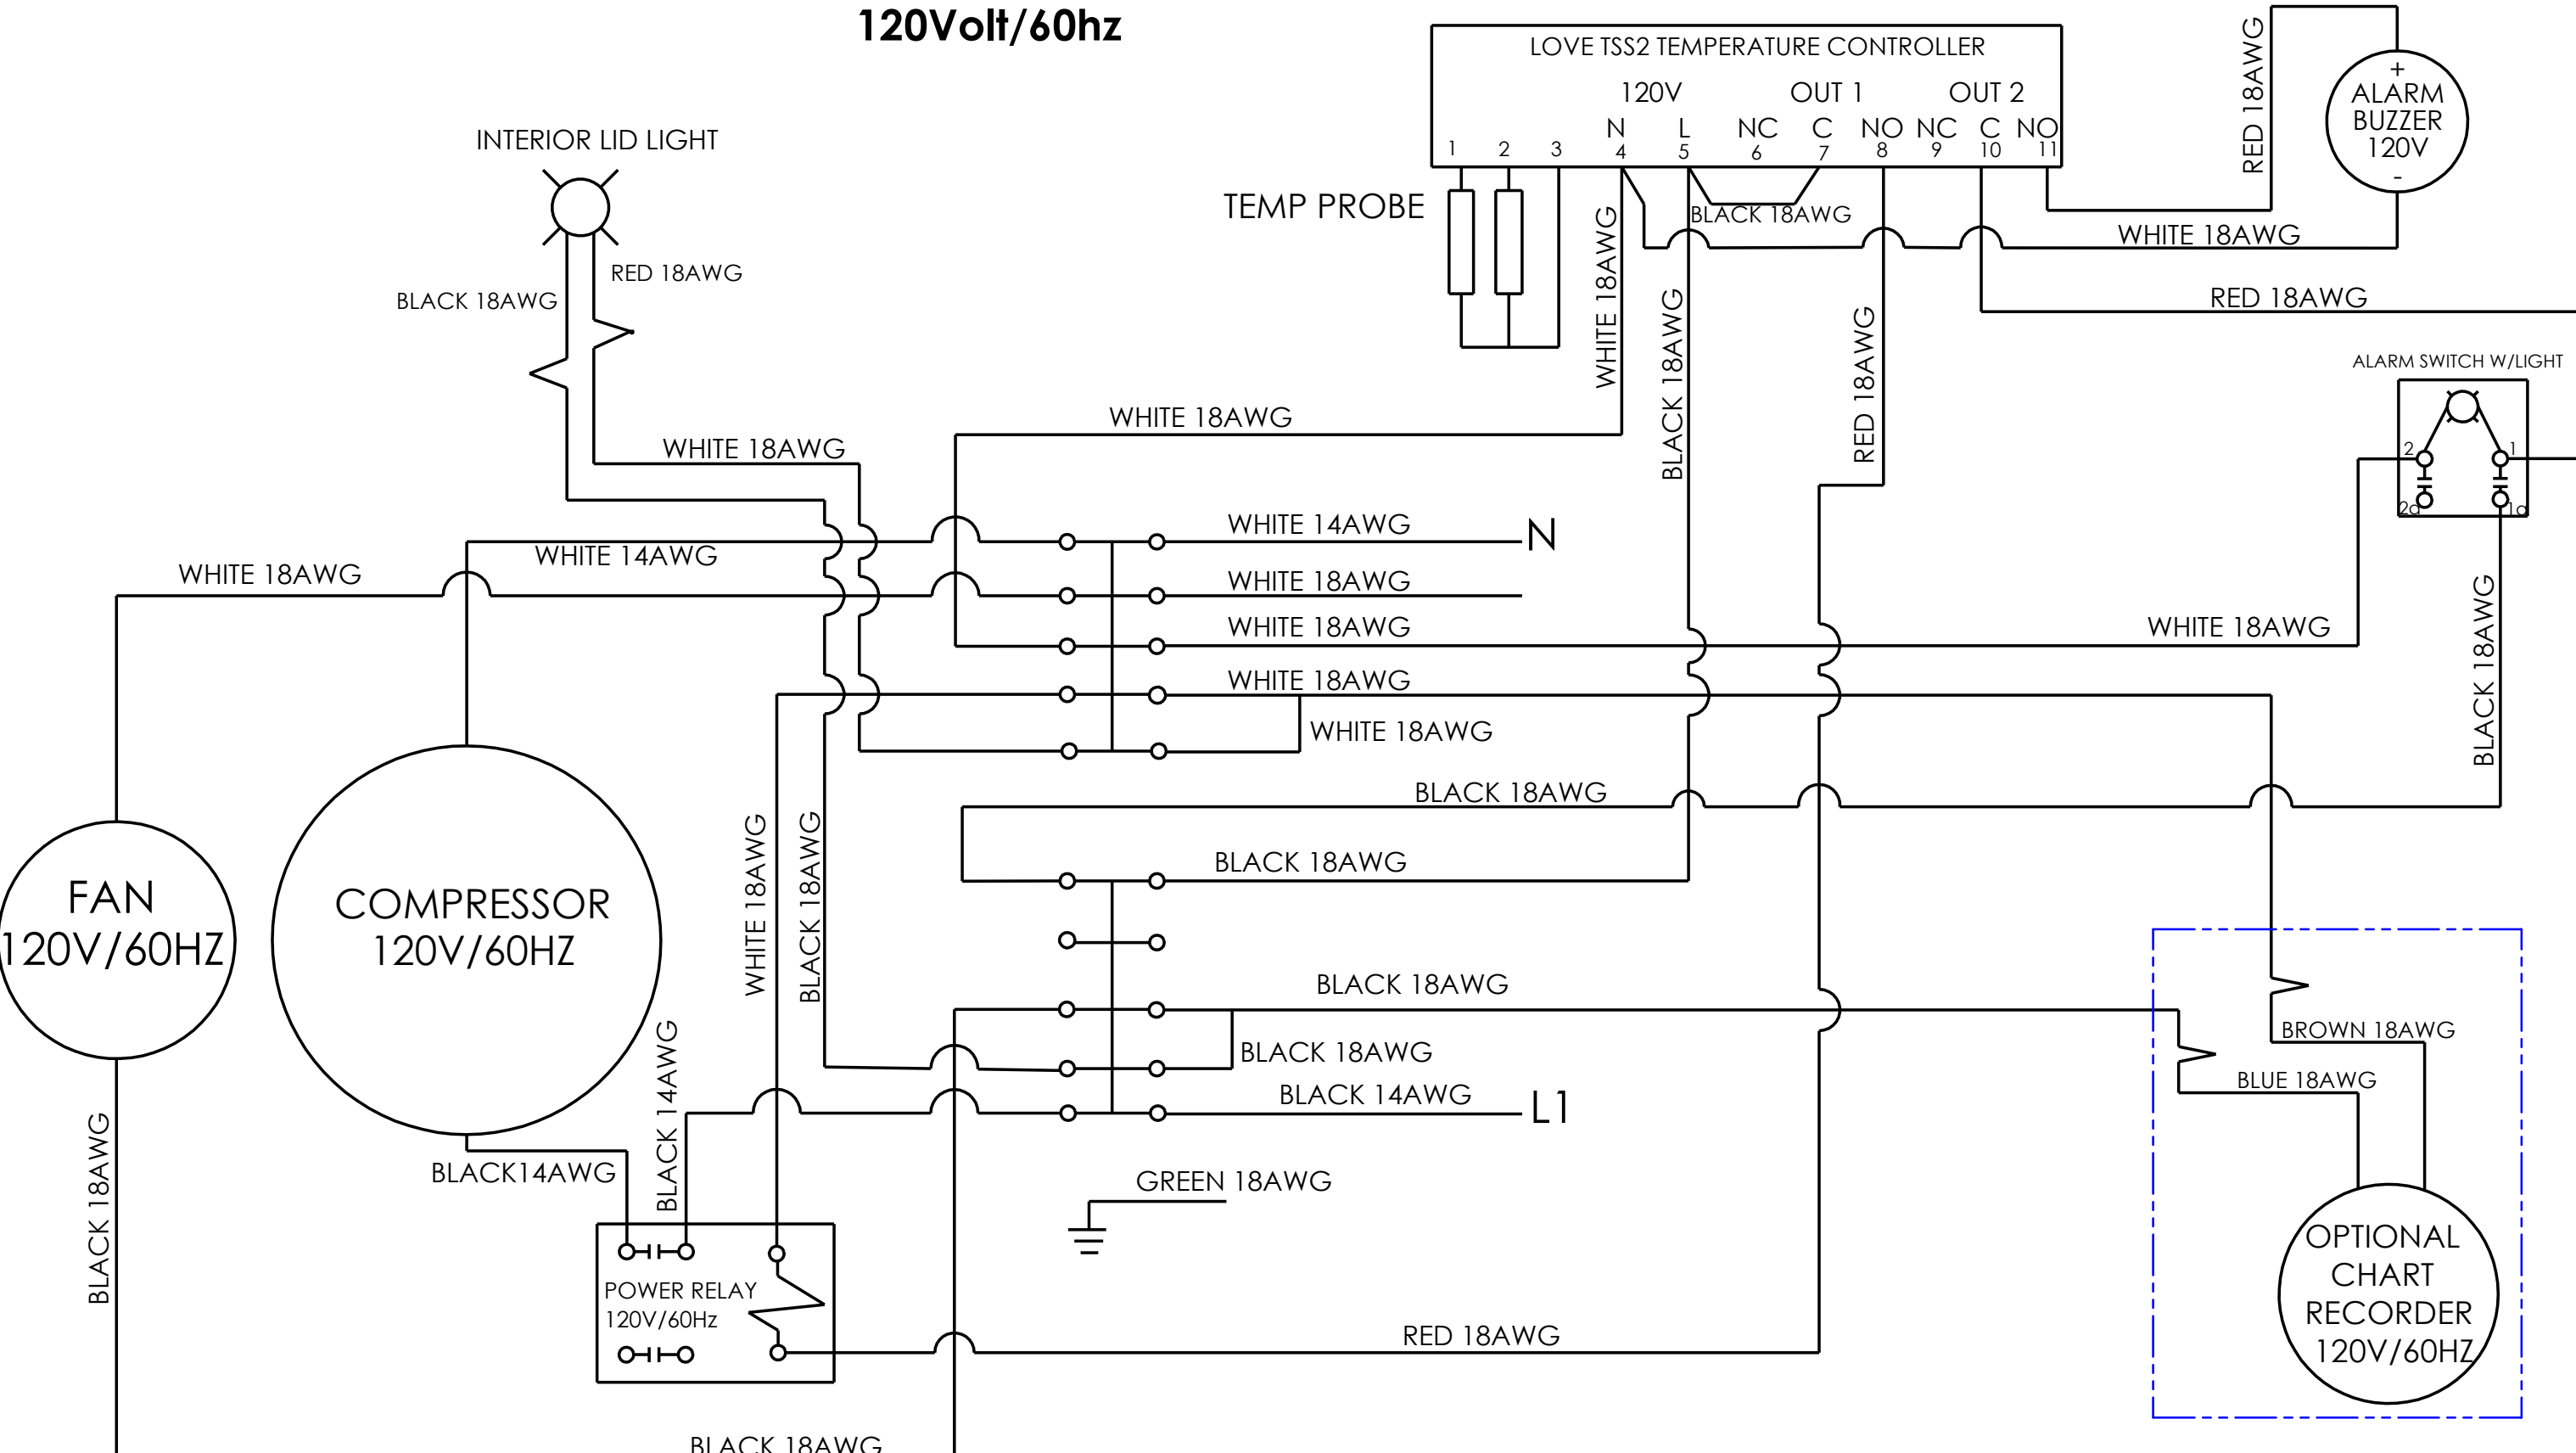 120Volt/60hz
LOVE TSS2 TEMPERATURE CONTROLLER
120V OUT 1 OUT 2
N L NC C NO NC C NO
1 2 3 4 5 6 7 8 9 10 11
RED 18AWG
+
ALARM
BUZZER
120V
-
INTERIOR LID LIGHT
TEMP PROBE
BLACK 18AWG
WHITE 18AWG
RED 18AWG
BLACK 18AWG
RED 18AWG
WHITE 18AWG
BLACK 18AWG
RED 18AWG
ALARM SWITCH W/LIGHT
2 1
2a 1a
WHITE 18AWG
WHITE 18AWG
WHITE 14AWG N
WHITE 14AWG
WHITE 18AWG
WHITE 18AWG
WHITE 18AWG
WHITE 18AWG
BLACK 18AWG
WHITE 18AWG
WHITE 18AWG
BLACK 18AWG
BLACK 18AWG
FAN
120V/60HZ
COMPRESSOR
120V/60HZ
WHITE 18AWG
BLACK 18AWG
BLACK 18AWG
BLACK 18AWG
BLACK 14AWG L1
BROWN 18AWG
BLUE 18AWG
BLACK 18AWG
BLACK14AWG
BLACK 14AWG
GREEN 18AWG
POWER RELAY
120V/60Hz
RED 18AWG
OPTIONAL
CHART
RECORDER
120V/60HZ
BLACK 18AWG